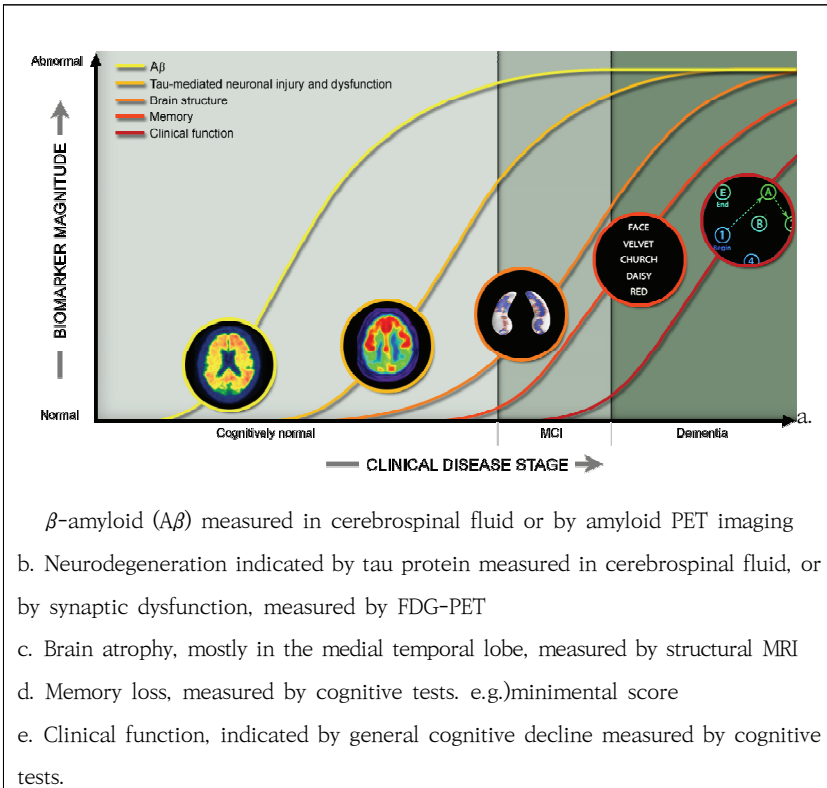 Abnormal
Aβ
Tau-mediated neuronal injury and dysfunction
Brain structure
Memory
Clinical function
BIOMARKER MAGNITUDE
E
End
A
1
Begin
B
4
FACE
VELVET
CHURCH
DAISY
RED
Normal
a.
Cognitively normal
MCI
Dementia
CLINICAL DISEASE STAGE
β-amyloid (Aβ) measured in cerebrospinal fluid or by amyloid PET imaging
b. Neurodegeneration indicated by tau protein measured in cerebrospinal fluid, or
by synaptic dysfunction, measured by FDG-PET
c. Brain atrophy, mostly in the medial temporal lobe, measured by structural MRI
d. Memory loss, measured by cognitive tests. e.g.)minimental score
e. Clinical function, indicated by general cognitive decline measured by cognitive
tests.